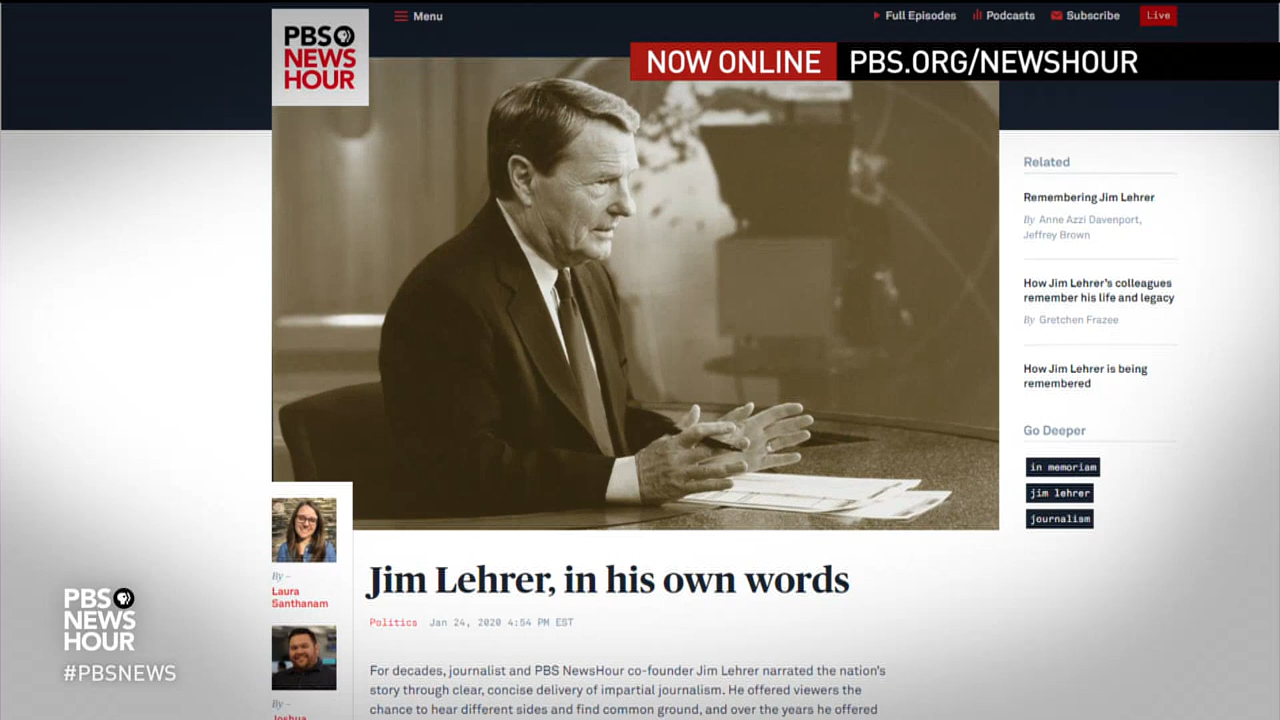 PBS
NEWS
HOUR
Menu
Full Episodes
Podcasts
Subscribe
Live
NOW ONLINE
PBS.ORG/NEWSHOUR
Related
Remembering Jim Lehrer
By Anne Azzi Davenport,
Jeffrey Brown
How Jim Lehrer's colleagues
remember his life and legacy
By Gretchen Frazee
How Jim Lehrer is being
remembered
Go Deeper
in memoriam
jim lehrer
journalism
By –
Laura
Santhanam
By –
Joshua
Jim Lehrer, in his own words
Politics Jan 24, 2020 4:54 PM EST
For decades, journalist and PBS NewsHour co-founder Jim Lehrer narrated the nation's
story through clear, concise delivery of impartial journalism. He offered viewers the
chance to hear different sides and find common ground, and over the years he offered
PBS
NEWS
HOUR
#PBSNEWS